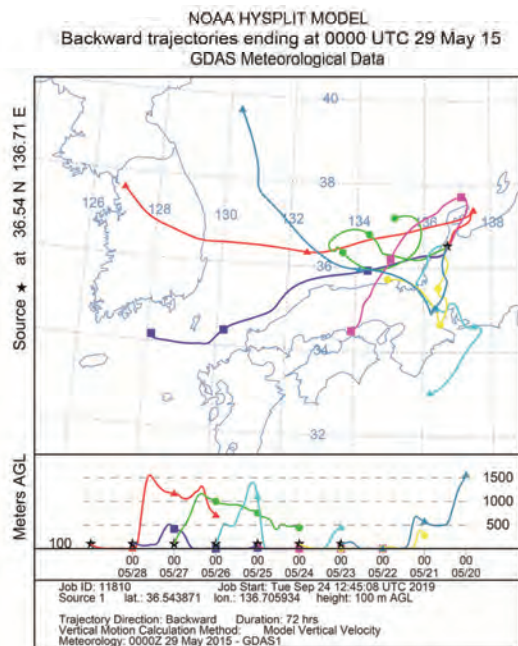 NOAA HYSPLIT MODEL
Backward trajectories ending at 0000 UTC 29 May 15
GDAS Meteorological Data
Source ★ at 36.54 N 136.71 E
40
38
126
128
130
132
134
136
138
36
34
32
Meters AGL
1500
1000
500
100
00 00 00 00 00 00 00 00 00
05/28 05/27 05/26 05/25 05/24 05/23 05/22 05/21 05/20
Job ID: 11810 Job Start: Tue Sep 24 12:45:08 UTC 2019
Source 1 lat.: 36.543871 lon.: 136.705934 height: 100 m AGL
Trajectory Direction: Backward Duration: 72 hrs
Vertical Motion Calculation Method: Model Vertical Velocity
Meteorology: 0000Z 29 May 2015 - GDAS1